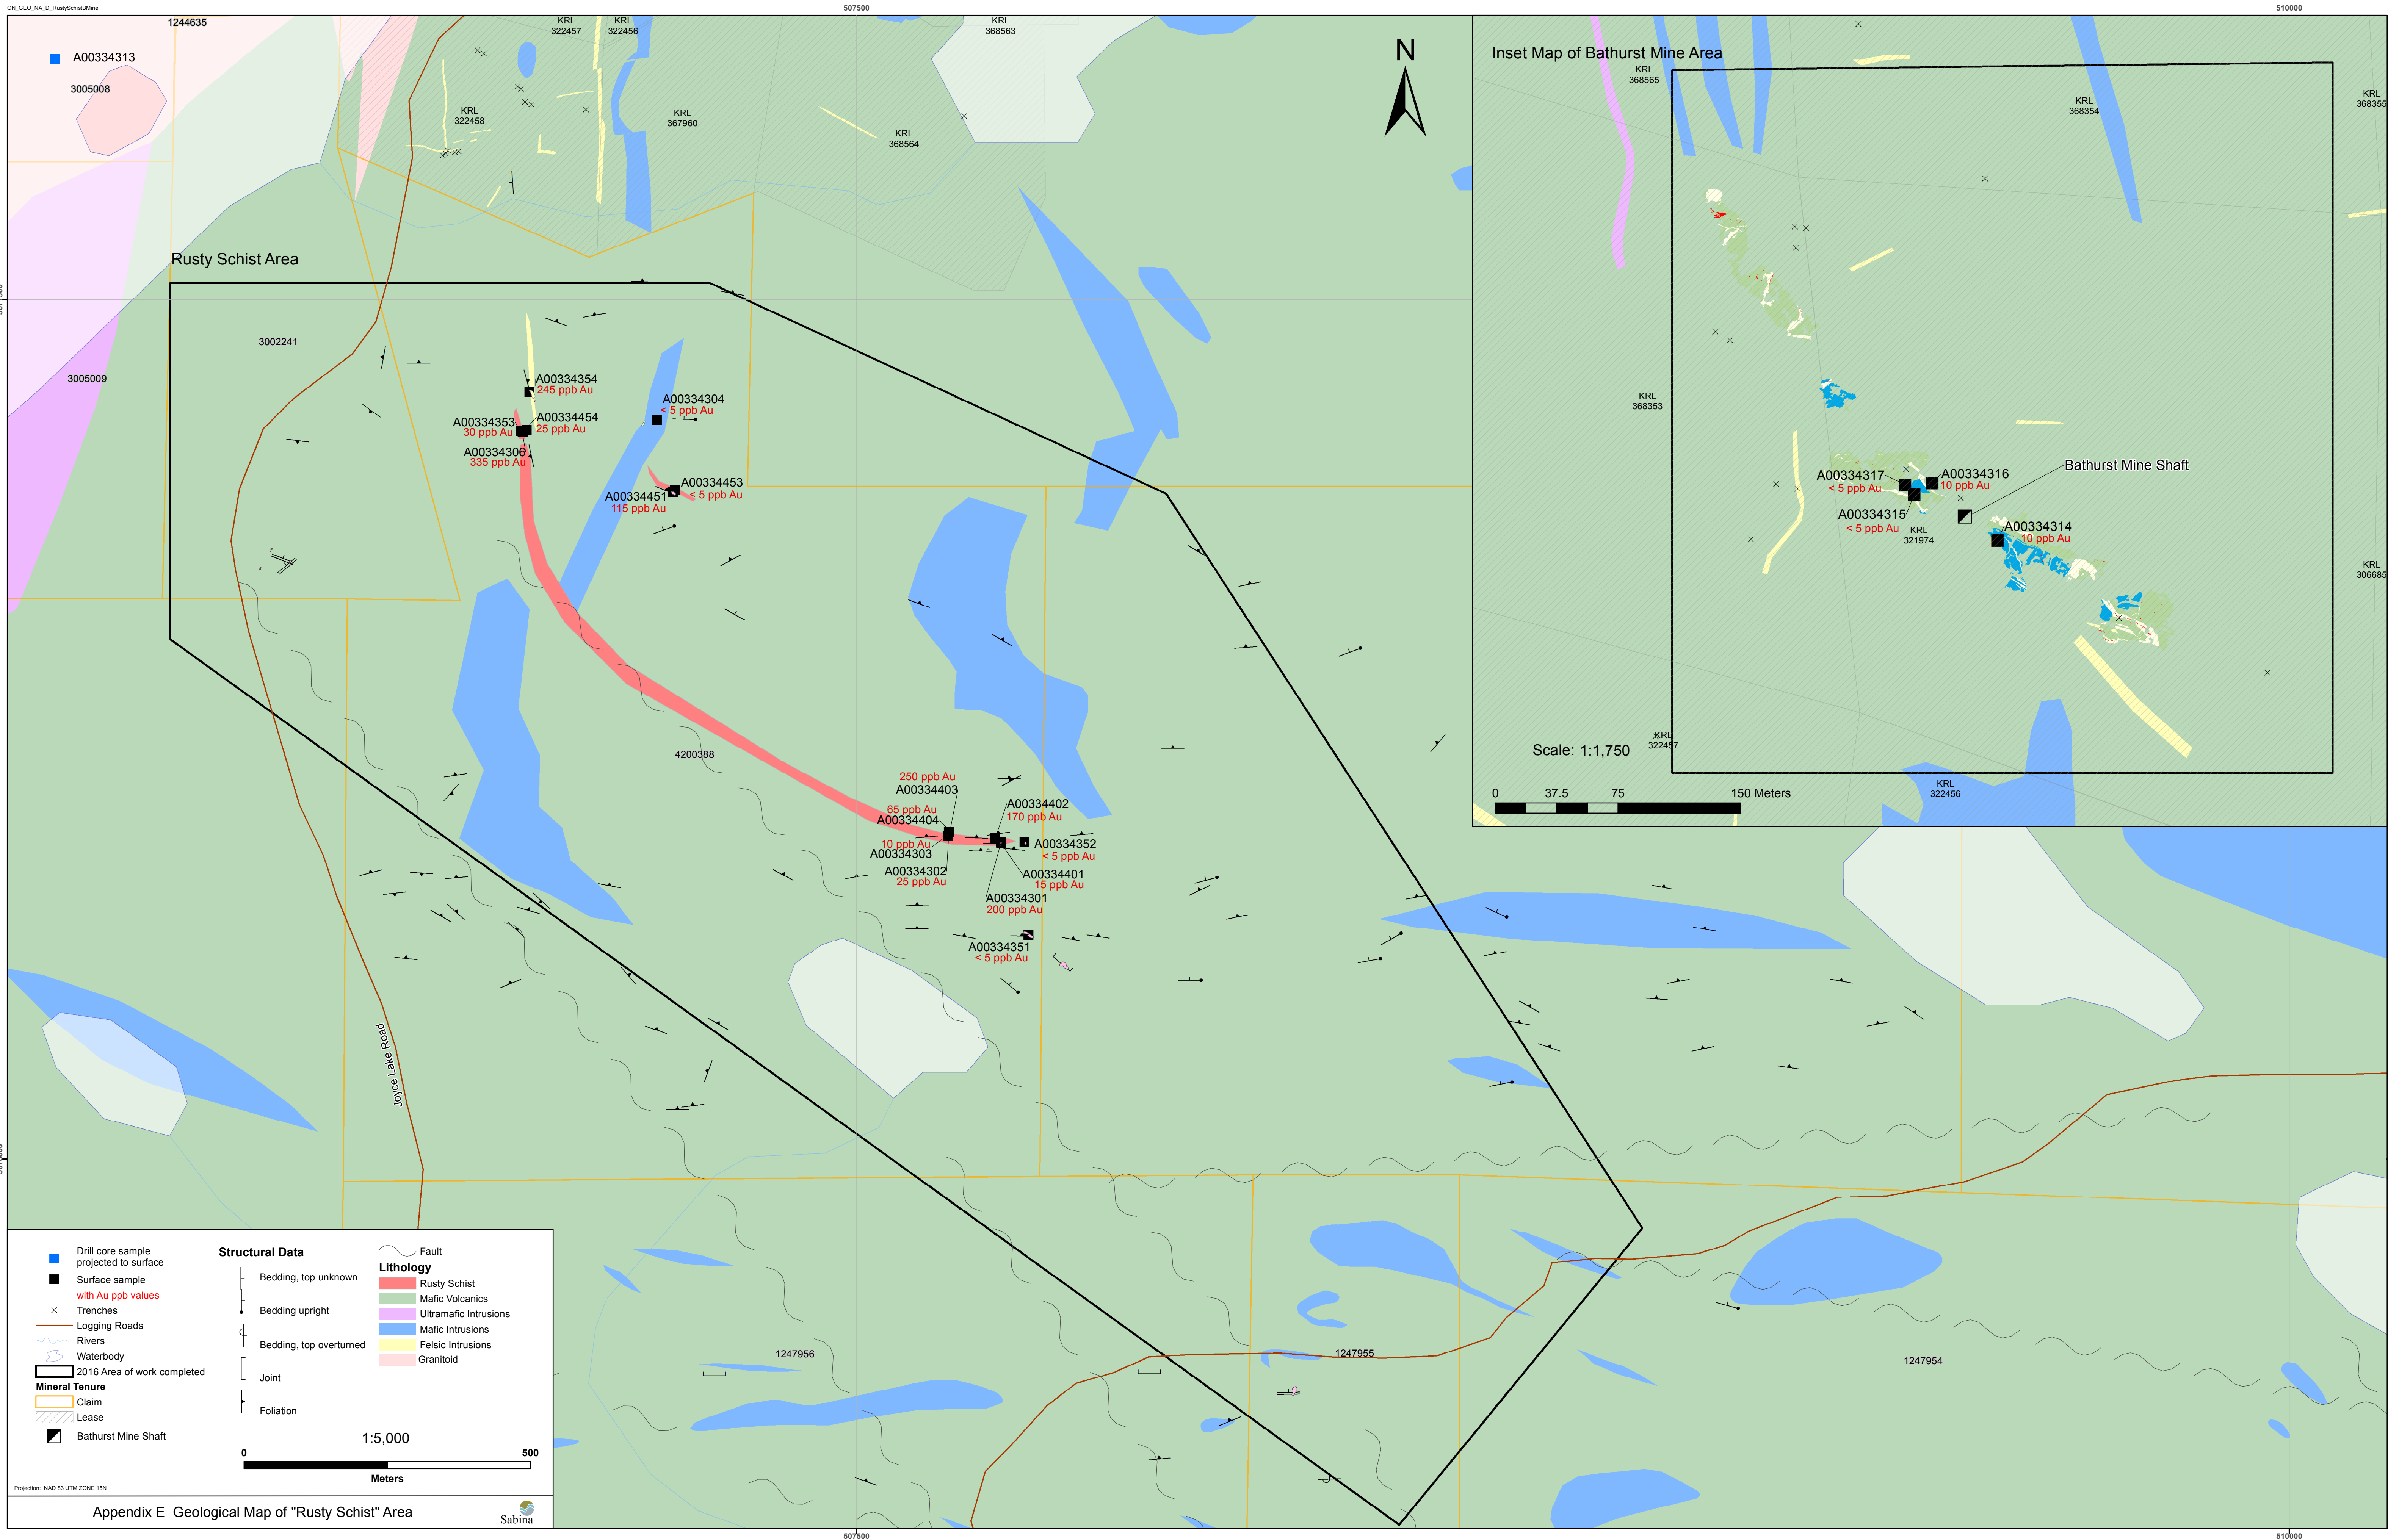 ON_GEO_NA_D_RustySchistBMine
507500
510000
1244635
A00334313
3005008
KRL
322457
KRL
322456
KRL
368563
KRL
322458
KRL
367960
KRL
368564
N
Inset Map of Bathurst Mine Area
KRL
368565
KRL
368354
KRL
368355
KRL
368353
A00334317
< 5 ppb Au
A00334316
10 ppb Au
Bathurst Mine Shaft
A00334315
< 5 ppb Au
KRL
321974
A00334314
10 ppb Au
KRL
306685
Scale: 1:1,750
KRL
322457
KRL
322456
0
37.5
75
150 Meters
Rusty Schist Area
3002241
3005009
A00334354
245 ppb Au
A00334304
< 5 ppb Au
A00334353
30 ppb Au
A00334454
25 ppb Au
A00334306
335 ppb Au
A00334453
< 5 ppb Au
A00334451
115 ppb Au
4200388
250 ppb Au
A00334403
65 ppb Au
A00334404
A00334402
170 ppb Au
10 ppb Au
A00334303
A00334352
< 5 ppb Au
A00334302
25 ppb Au
A00334401
15 ppb Au
A00334301
200 ppb Au
A00334351
< 5 ppb Au
Joyce Lake Road
1247956
1247955
1247954
Drill core sample
projected to surface
Surface sample
with Au ppb values
Trenches
Logging Roads
Rivers
Waterbody
2016 Area of work completed
Mineral Tenure
Claim
Lease
Bathurst Mine Shaft
Structural Data
Bedding, top unknown
Bedding upright
Bedding, top overturned
Joint
Foliation
Fault
Lithology
Rusty Schist
Mafic Volcanics
Ultramafic Intrusions
Mafic Intrusions
Felsic Intrusions
Granitoid
1:5,000
0
500
Meters
Projection: NAD 83 UTM ZONE 15N
Appendix E Geological Map of "Rusty Schist" Area
Sabina
507500
510000